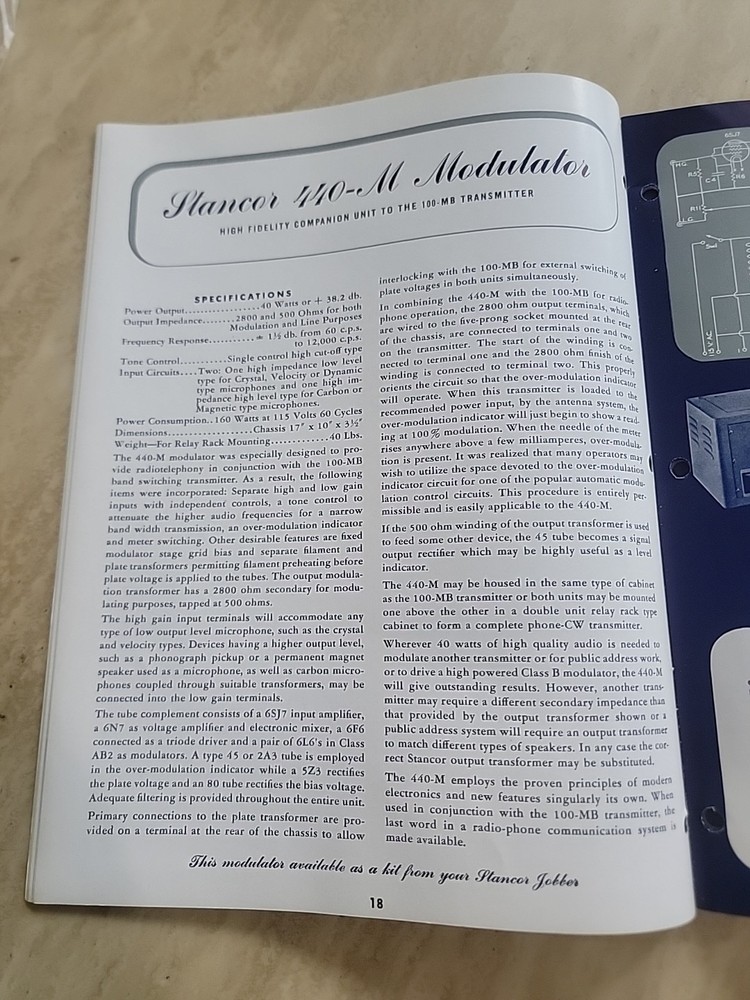 Stancor 440-M Modulator
HIGH FIDELITY COMPANION UNIT TO THE 100-MB TRANSMITTER
SPECIFICATIONS
Power Output................40 Watts or + 38.2 db.
Output Impedance........2800 and 500 Ohms for both
Modulation and Line Purposes
Frequency Response.......... ± 1½ db. from 60 c.p.s.
to 12,000 c.p.s.
Tone Control............Single control high cut-off type
Input Circuits....Two: One high impedance low level
type for Crystal, Velocity or Dynamic
type microphones and one high im-
pedance high level type for Carbon or
Magnetic type microphones.
Power Consumption..160 Watts at 115 Volts 60 Cycles
Dimensions...................Chassis 17" x 10" x 3½"
Weight—For Relay Rack Mounting............40 Lbs.
The 440-M modulator was especially designed to pro-
vide radiotelephony in conjunction with the 100-MB
band switching transmitter. As a result, the following
items were incorporated: Separate high and low gain
inputs with independent controls, a tone control to
attenuate the higher audio frequencies for a narrow
band width transmission, an over-modulation indicator
and meter switching. Other desirable features are fixed
modulator stage grid bias and separate filament and
plate transformers permitting filament preheating before
plate voltage is applied to the tubes. The output modula-
tion transformer has a 2800 ohm secondary for modu-
lating purposes, tapped at 500 ohms.
The high gain input terminals will accommodate any
type of low output level microphone, such as the crystal
and velocity types. Devices having a higher output level,
such as a phonograph pickup or a permanent magnet
speaker used as a microphone, as well as carbon micro-
phones coupled through suitable transformers, may be
connected into the low gain terminals.
The tube complement consists of a 6SJ7 input amplifier,
a 6N7 as voltage amplifier and electronic mixer, a 6F6
connected as a triode driver and a pair of 6L6's in Class
AB2 as modulators. A type 45 or 2A3 tube is employed
in the over-modulation indicator while a 5Z3 rectifies
the plate voltage and an 80 tube rectifies the bias voltage.
Adequate filtering is provided throughout the entire unit.
Primary connections to the plate transformer are pro-
vided on a terminal at the rear of the chassis to allow
interlocking with the 100-MB for external switching of
plate voltages in both units simultaneously.
In combining the 440-M with the 100-MB for radio-
phone operation, the 2800 ohm output terminals, which
are wired to the five-prong socket mounted at the rear
of the chassis, are connected to terminals one and two
on the transmitter. The start of the winding is con-
nected to terminal one and the 2800 ohm finish of the
winding is connected to terminal two. This properly
orients the circuit so that the over-modulation indicator
will operate. When this transmitter is loaded to the
recommended power input, by the antenna system, the
over-modulation indicator will just begin to show a read-
ing at 100% modulation. When the needle of the meter
rises anywhere above a few milliamperes, over-modula-
tion is present. It was realized that many operators may
wish to utilize the space devoted to the over-modulation
indicator circuit for one of the popular automatic modu-
lation control circuits. This procedure is entirely per-
missible and is easily applicable to the 440-M.
If the 500 ohm winding of the output transformer is used
to feed some other device, the 45 tube becomes a signal
output rectifier which may be highly useful as a level
indicator.
The 440-M may be housed in the same type of cabinet
as the 100-MB transmitter or both units may be mounted
one above the other in a double unit relay rack type
cabinet to form a complete phone-CW transmitter.
Wherever 40 watts of high quality audio is needed to
modulate another transmitter or for public address work,
or to drive a high powered Class B modulator, the 440-M
will give outstanding results. However, another trans-
mitter may require a different secondary impedance than
that provided by the output transformer shown or a
public address system will require an output transformer
to match different types of speakers. In any case the cor-
rect Stancor output transformer may be substituted.
The 440-M employs the proven principles of modern
electronics and new features singularly its own. When
used in conjunction with the 100-MB transmitter, the
last word in a radio-phone communication system is
made available.
This modulator available as a kit from your Stancor Jobber
18
6SJ7
H.G.
R5
C4
R6
R11
L.G.
115 V AC